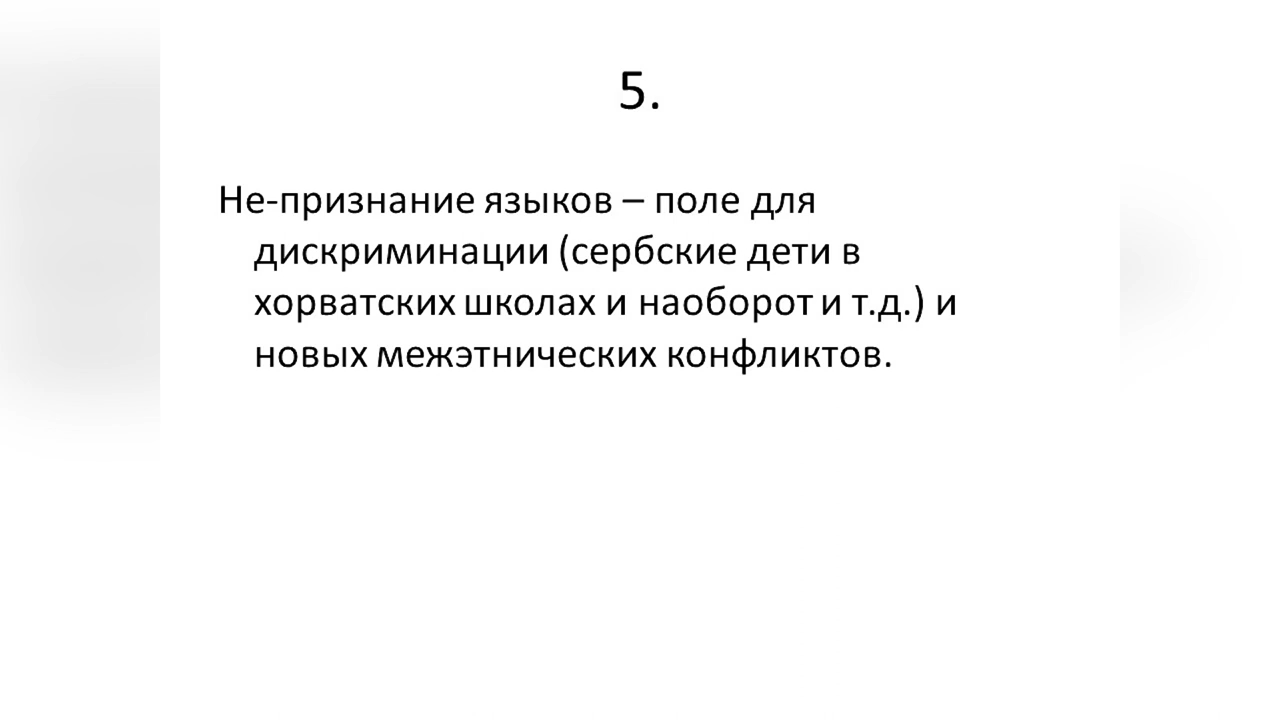 5.
Не-признание языков – поле для
дискриминации (сербские дети в
хорватских школах и наоборот и т.д.) и
новых межэтнических конфликтов.